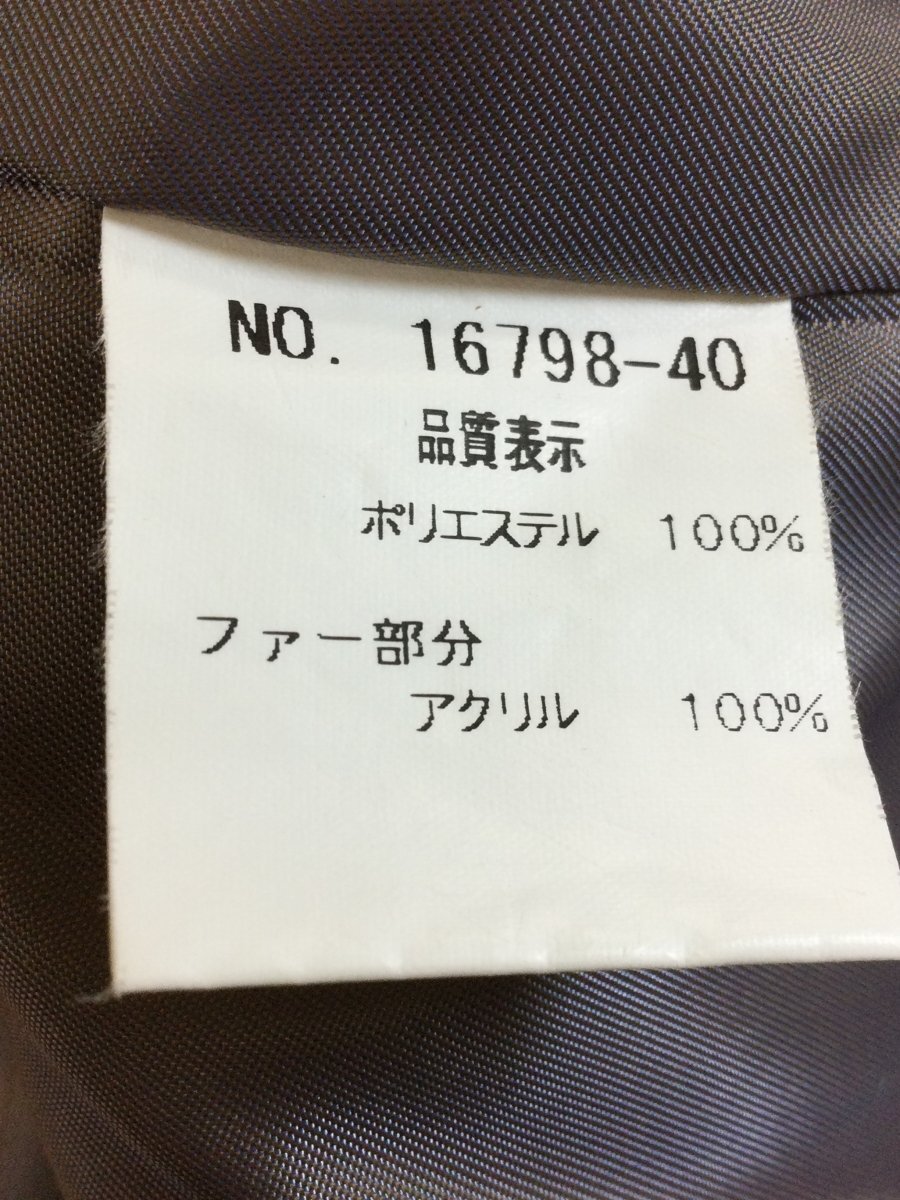 NO. 16798-40
品質表示
ポリエステル 100%
ファー部分
アクリル 100%